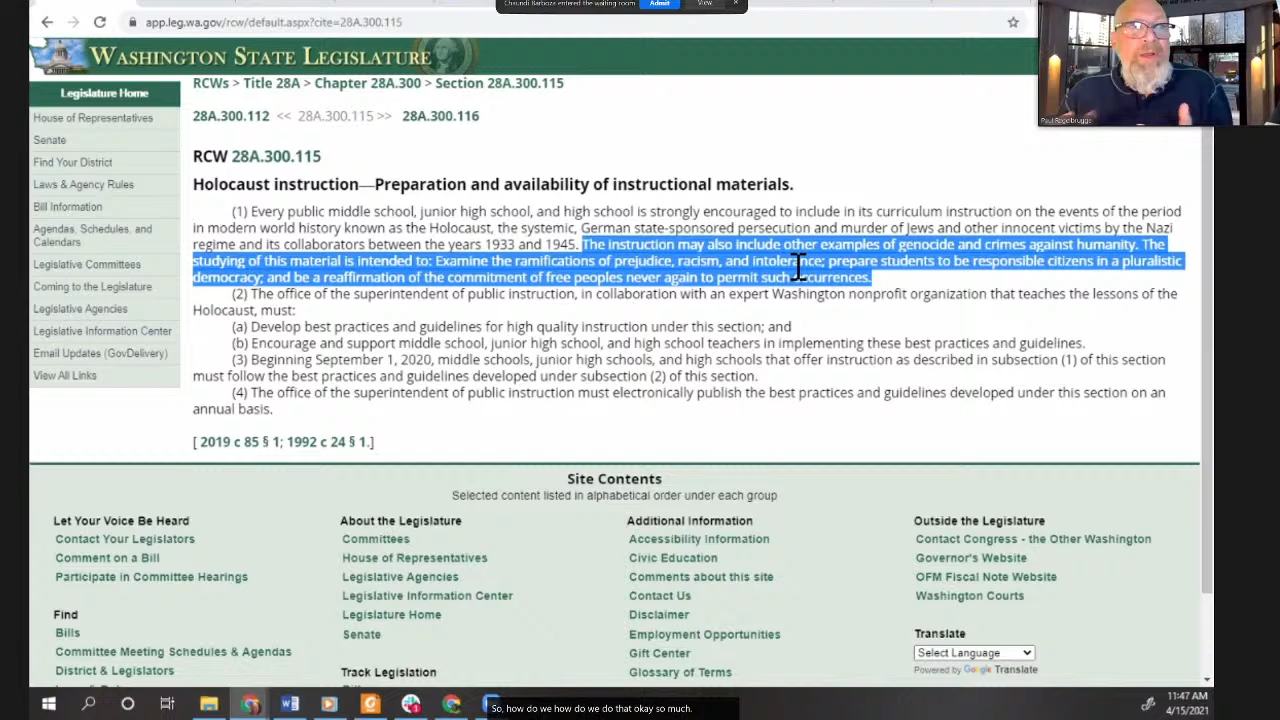 Chaundi Barboza entered the waiting room
Admit
View
app.leg.wa.gov/rcw/default.aspx?cite=28A.300.115
WASHINGTON STATE LEGISLATURE
Legislature Home
House of Representatives
Senate
Find Your District
Laws & Agency Rules
Bill Information
Agendas, Schedules, and
Calendars
Legislative Committees
Coming to the Legislature
Legislative Agencies
Legislative Information Center
Email Updates (GovDelivery)
View All Links
RCWs > Title 28A > Chapter 28A.300 > Section 28A.300.115
28A.300.112 << 28A.300.115 >> 28A.300.116
RCW 28A.300.115
Holocaust instruction—Preparation and availability of instructional materials.
(1) Every public middle school, junior high school, and high school is strongly encouraged to include in its curriculum instruction on the events of the period
in modern world history known as the Holocaust, the systemic, German state-sponsored persecution and murder of Jews and other innocent victims by the Nazi
regime and its collaborators between the years 1933 and 1945. The instruction may also include other examples of genocide and crimes against humanity. The
studying of this material is intended to: Examine the ramifications of prejudice, racism, and intolerance; prepare students to be responsible citizens in a pluralistic
democracy; and be a reaffirmation of the commitment of free peoples never again to permit such occurrences.
(2) The office of the superintendent of public instruction, in collaboration with an expert Washington nonprofit organization that teaches the lessons of the
Holocaust, must:
(a) Develop best practices and guidelines for high quality instruction under this section; and
(b) Encourage and support middle school, junior high school, and high school teachers in implementing these best practices and guidelines.
(3) Beginning September 1, 2020, middle schools, junior high schools, and high schools that offer instruction as described in subsection (1) of this section
must follow the best practices and guidelines developed under subsection (2) of this section.
(4) The office of the superintendent of public instruction must electronically publish the best practices and guidelines developed under this section on an
annual basis.
[ 2019 c 85 § 1; 1992 c 24 § 1.]
Paul Regelbrugge
Site Contents
Selected content listed in alphabetical order under each group
Let Your Voice Be Heard
Contact Your Legislators
Comment on a Bill
Participate in Committee Hearings
Find
Bills
Committee Meeting Schedules & Agendas
District & Legislators
About the Legislature
Committees
House of Representatives
Legislative Agencies
Legislative Information Center
Legislature Home
Senate
Track Legislation
Additional Information
Accessibility Information
Civic Education
Comments about this site
Contact Us
Disclaimer
Employment Opportunities
Gift Center
Glossary of Terms
Outside the Legislature
Contact Congress - the Other Washington
Governor's Website
OFM Fiscal Note Website
Washington Courts
Translate
Select Language
Powered by Google Translate
So, how do we how do we do that okay so much.
11:47 AM
4/15/2021